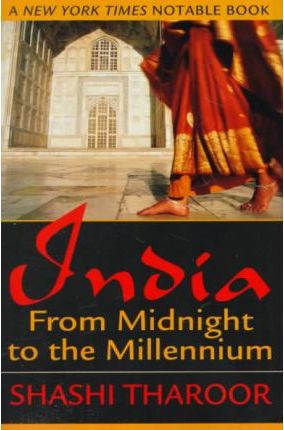 A NEW YORK TIMES NOTABLE BOOK
India
From Midnight
to the Millennium
SHASHI THAROOR